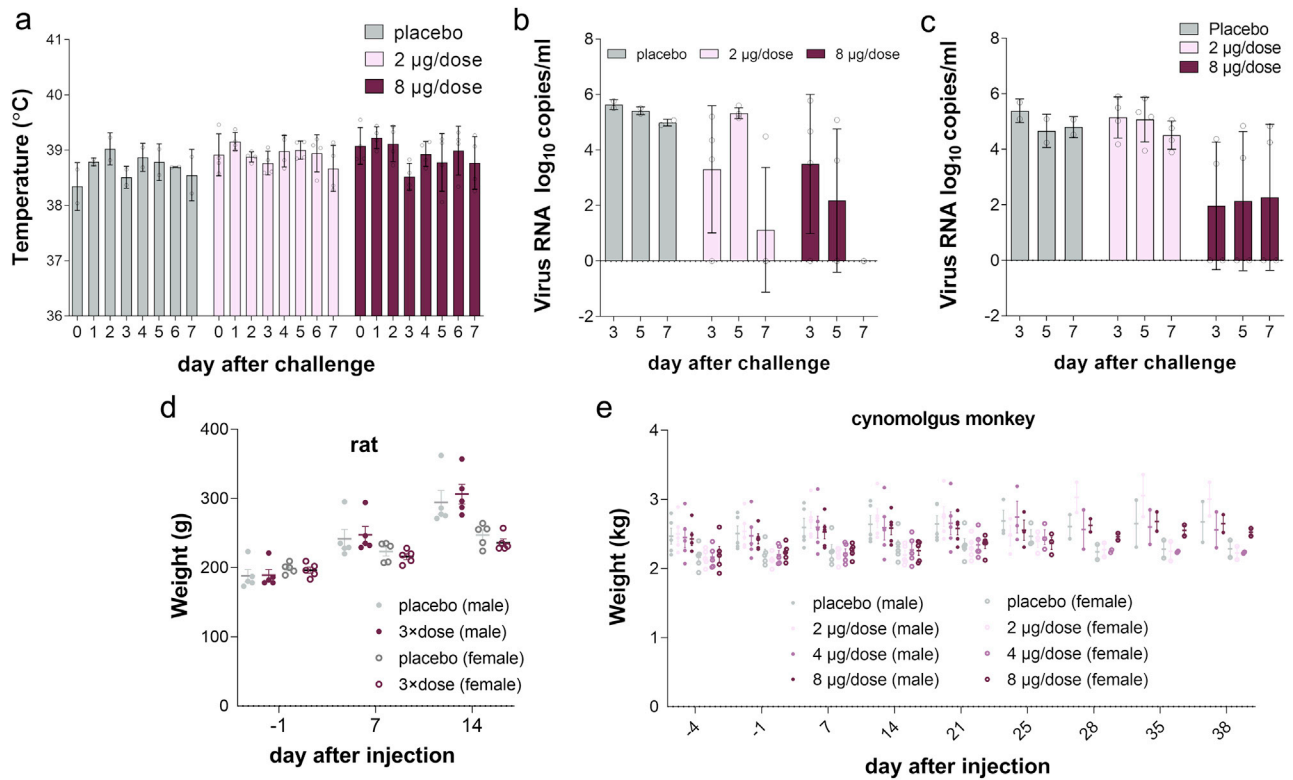 a
placebo
2 µg/dose
8 µg/dose
Temperature (°C)
41
40
39
38
37
36
0 1 2 3 4 5 6 7 0 1 2 3 4 5 6 7 0 1 2 3 4 5 6 7
day after challenge
b
placebo 2 µg/dose 8 µg/dose
Virus RNA log10 copies/ml
8
6
4
2
0
-2
3 5 7 3 5 7 3 5 7
day after challenge
c
Placebo
2 µg/dose
8 µg/dose
Virus RNA log10 copies/ml
8
6
4
2
0
-2
3 5 7 3 5 7 3 5 7
day after challenge
d
rat
Weight (g)
400
300
200
100
0
placebo (male)
3×dose (male)
placebo (female)
3×dose (female)
-1 7 14
day after injection
e
cynomolgus monkey
Weight (kg)
4
3
2
1
0
placebo (male) placebo (female)
2 µg/dose (male) 2 µg/dose (female)
4 µg/dose (male) 4 µg/dose (female)
8 µg/dose (male) 8 µg/dose (female)
-4 -1 7 14 21 25 28 35 38
day after injection